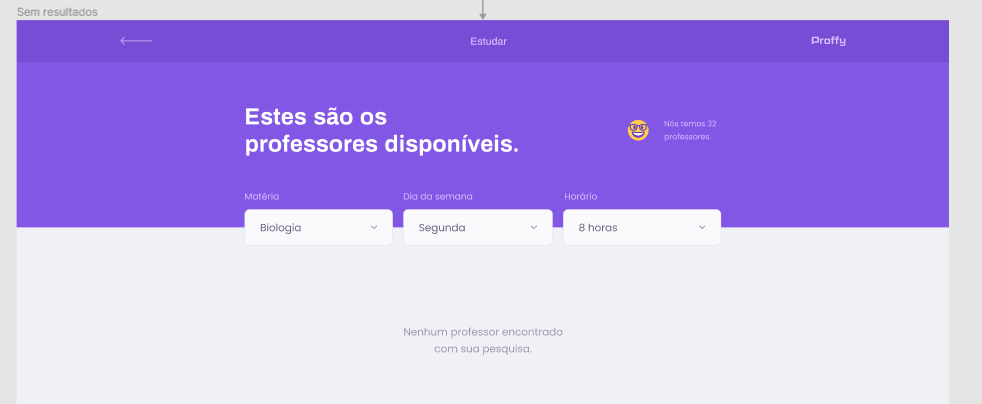 Sem resultados
Estudar
Proffy
Estes são os
professores disponíveis.
Nós temos 32
professores.
Matéria
Dia da semana
Horário
Biologia
Segunda
8 horas
Nenhum professor encontrado
com sua pesquisa.